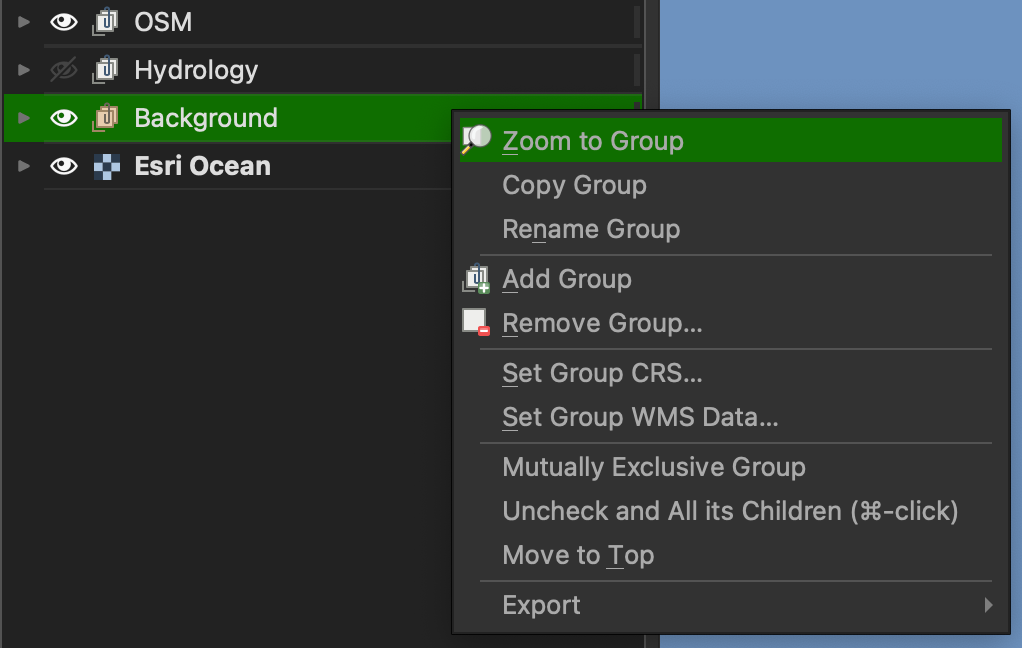 OSM
Hydrology
Background
Esri Ocean
Zoom to Group
Copy Group
Rename Group
Add Group
Remove Group…
Set Group CRS…
Set Group WMS Data…
Mutually Exclusive Group
Uncheck and All its Children (⌘-click)
Move to Top
Export